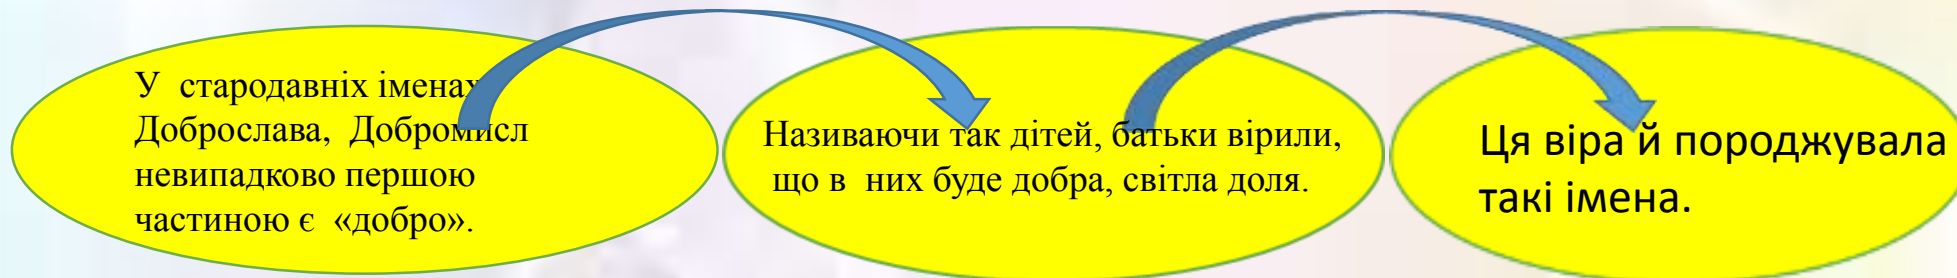 У стародавніх іменах
Доброслава, Добромисл
невипадково першою
частиною є «добро».
Називаючи так дітей, батьки вірили,
що в них буде добра, світла доля.
Ця віра й породжувала
такі імена.